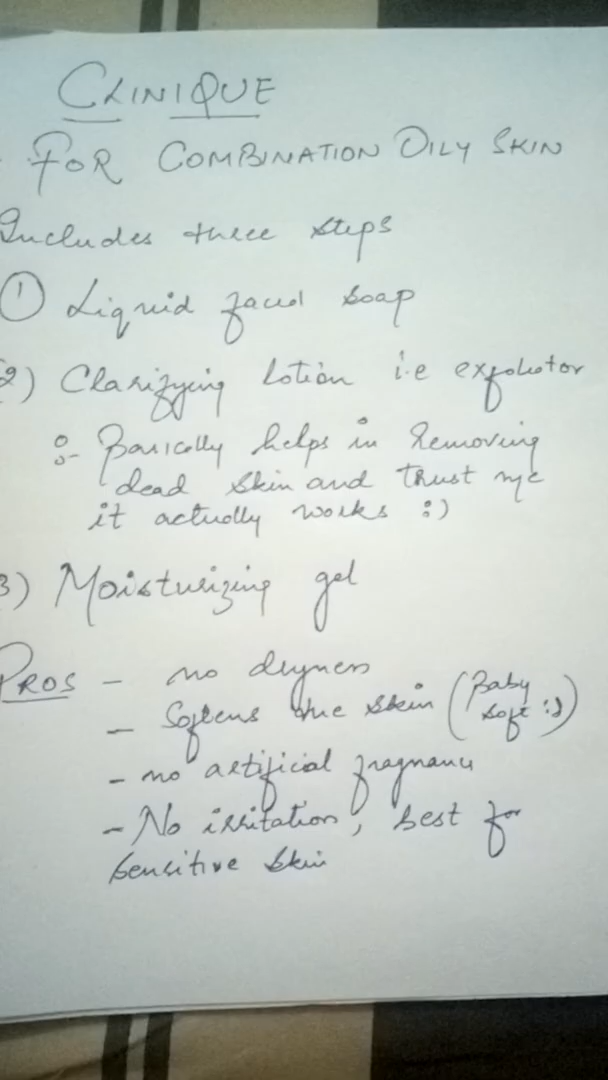 CLINIQUE
- FOR COMBINATION OILY SKIN
Includes three steps
① Liquid facial soap
2) Clarifying lotion i.e exfoliator
:- Basically helps in removing
dead skin and trust me
it actually works :)
3) Moisturizing gel
PROS - no dryness
- Softens the skin (Baby
soft :))
- no artificial fragnance
- No irritation, best for
sensitive skin